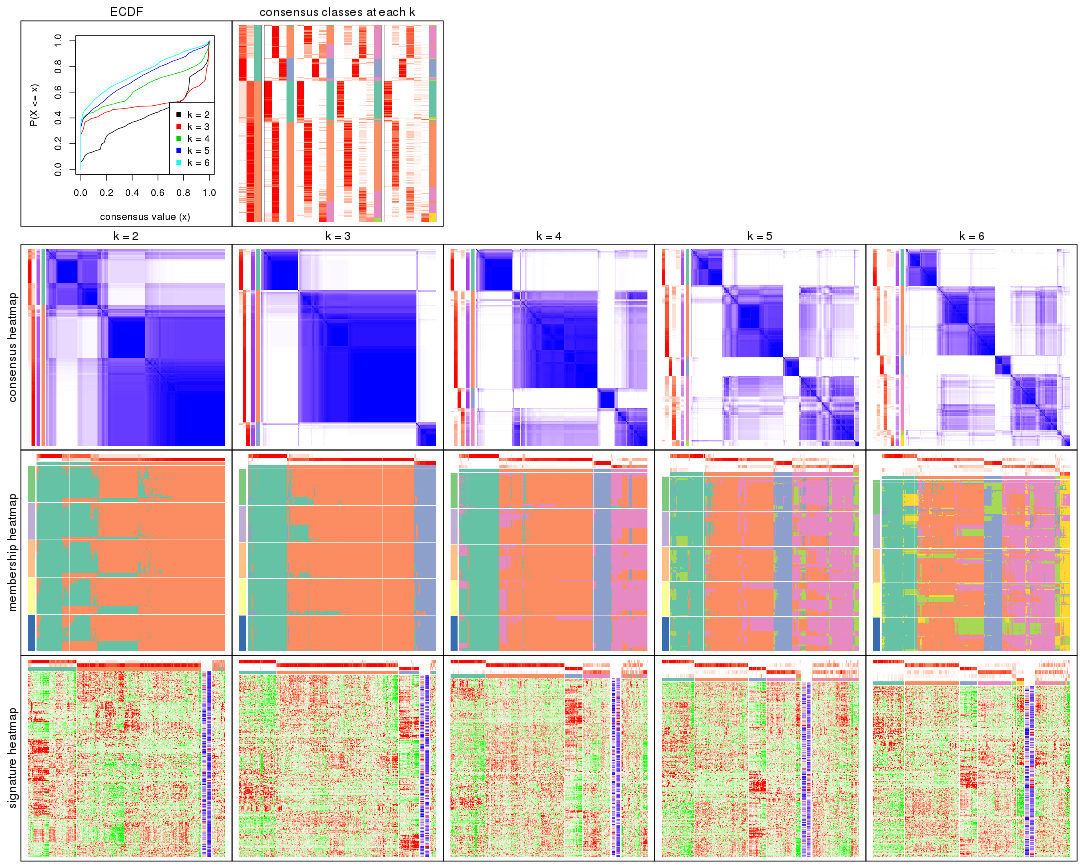 ECDF
consensus classes at each k
P(X <= x)
0.0 0.2 0.4 0.6 0.8 1.0
k = 2
k = 3
k = 4
k = 5
k = 6
0.0 0.2 0.4 0.6 0.8 1.0
consensus value (x)
k = 2 k = 3 k = 4 k = 5 k = 6
consensus heatmap
membership heatmap
signature heatmap